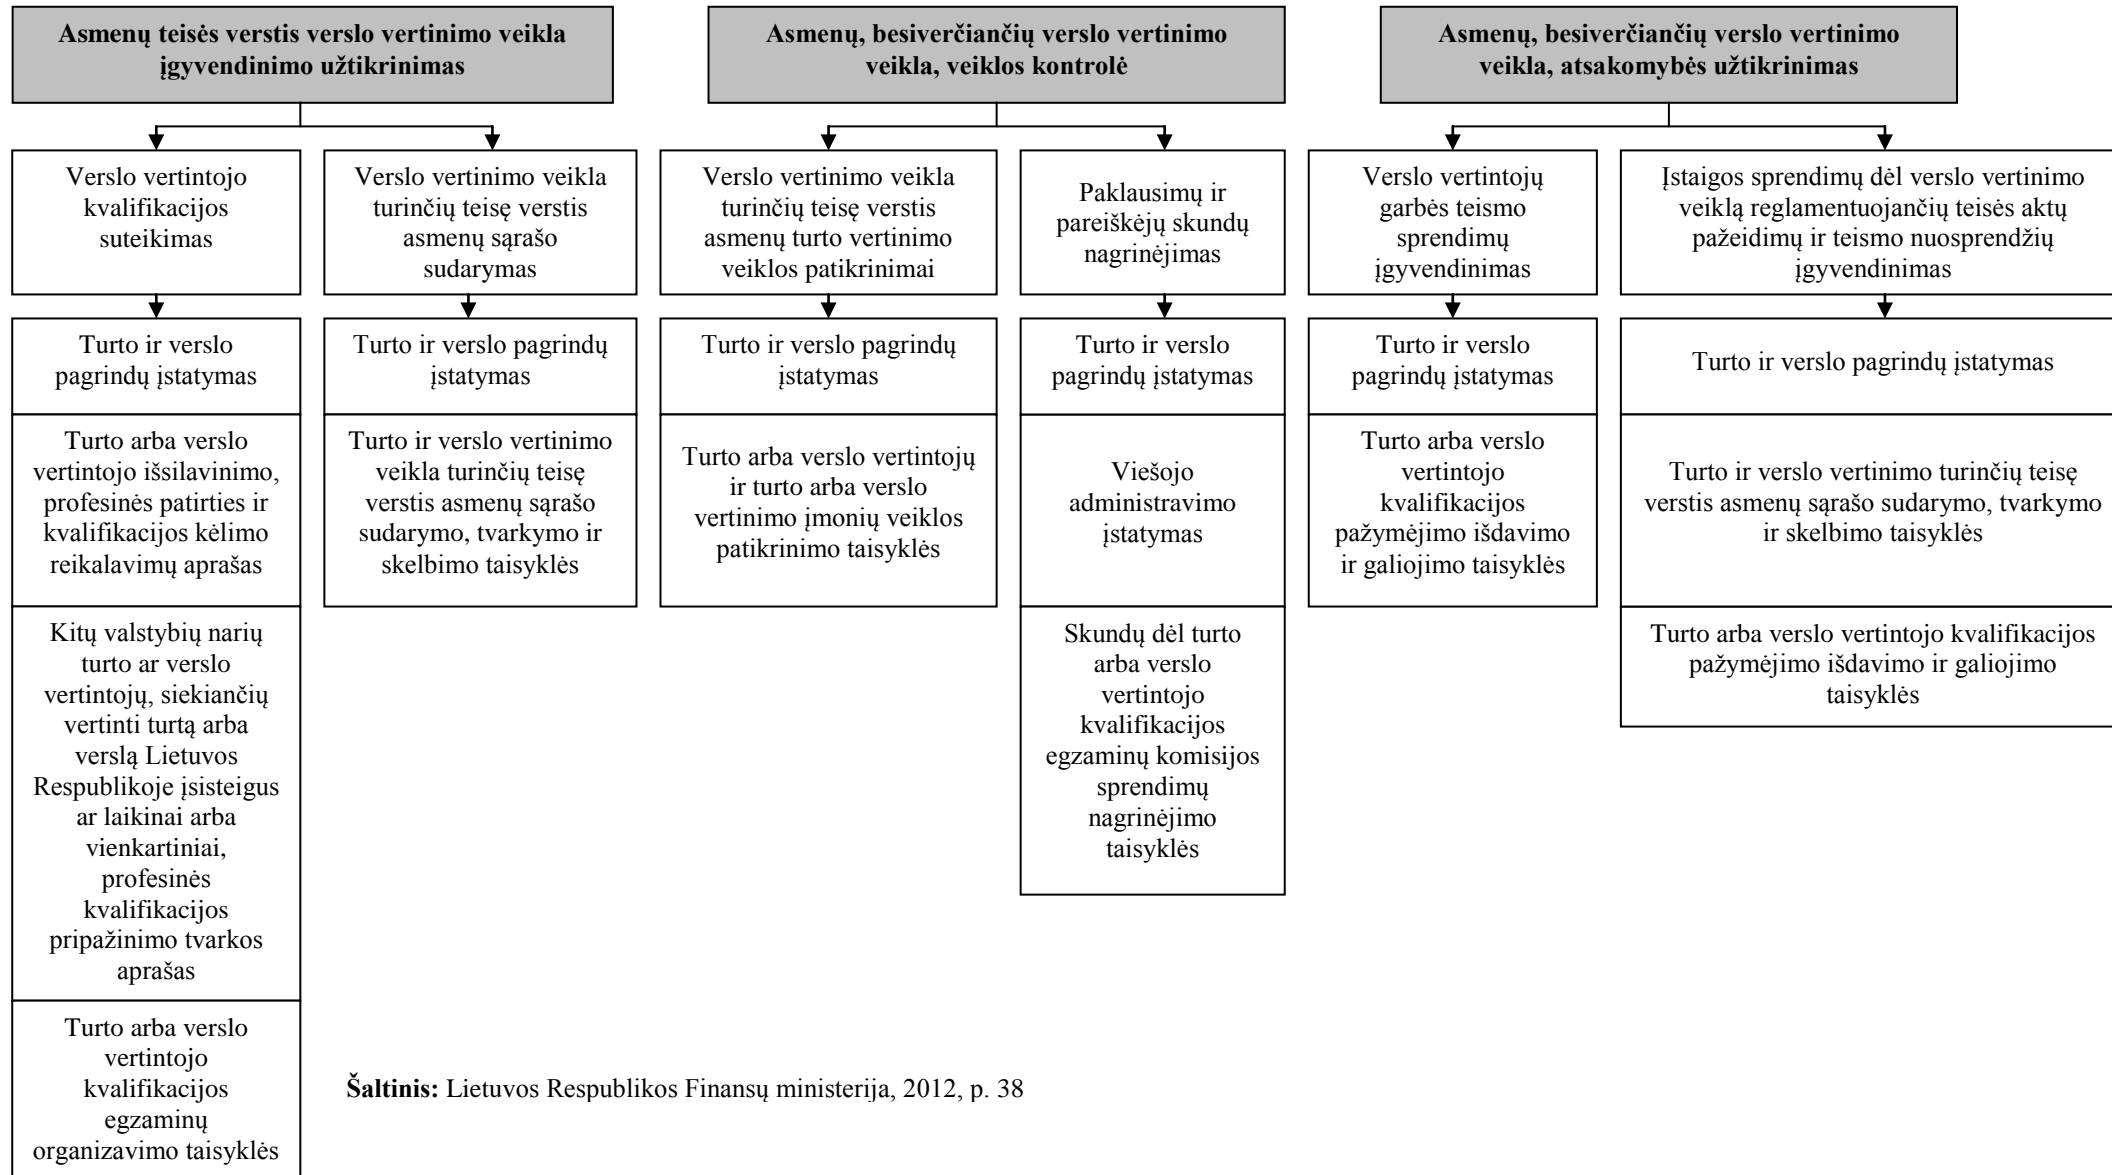 Asmenų teisės verstis verslo vertinimo veikla
įgyvendinimo užtikrinimas
Asmenų, besiverčiančių verslo vertinimo
veikla, veiklos kontrolė
Asmenų, besiverčiančių verslo vertinimo
veikla, atsakomybės užtikrinimas
Verslo vertintojo
kvalifikacijos
suteikimas
Verslo vertinimo veikla
turinčių teisę verstis
asmenų sąrašo
sudarymas
Verslo vertinimo veikla
turinčių teisę verstis
asmenų turto vertinimo
veiklos patikrinimai
Paklausimų ir
pareiškėjų skundų
nagrinėjimas
Verslo vertintojų
garbės teismo
sprendimų
įgyvendinimas
Įstaigos sprendimų dėl verslo vertinimo
veiklą reglamentuojančių teisės aktų
pažeidimų ir teismo nuosprendžių
įgyvendinimas
Turto ir verslo
pagrindų įstatymas
Turto ir verslo pagrindų
įstatymas
Turto ir verslo pagrindų
įstatymas
Turto ir verslo
pagrindų įstatymas
Turto ir verslo
pagrindų įstatymas
Turto ir verslo pagrindų įstatymas
Turto arba verslo
vertintojo išsilavinimo,
profesinės patirties ir
kvalifikacijos kėlimo
reikalavimų aprašas
Turto ir verslo vertinimo
veikla turinčių teisę
verstis asmenų sąrašo
sudarymo, tvarkymo ir
skelbimo taisyklės
Turto arba verslo vertintojų
ir turto arba verslo
vertinimo įmonių veiklos
patikrinimo taisyklės
Viešojo
administravimo
įstatymas
Turto arba verslo
vertintojo
kvalifikacijos
pažymėjimo išdavimo
ir galiojimo taisyklės
Turto ir verslo vertinimo turinčių teisę
verstis asmenų sąrašo sudarymo, tvarkymo
ir skelbimo taisyklės
Kitų valstybių narių
turto ar verslo
vertintojų, siekiančių
vertinti turtą arba
verslą Lietuvos
Respublikoje įsisteigus
ar laikinai arba
vienkartiniai,
profesinės
kvalifikacijos
pripažinimo tvarkos
aprašas
Skundų dėl turto
arba verslo
vertintojo
kvalifikacijos
egzaminų komisijos
sprendimų
nagrinėjimo
taisyklės
Turto arba verslo vertintojo kvalifikacijos
pažymėjimo išdavimo ir galiojimo
taisyklės
Turto arba verslo
vertintojo
kvalifikacijos
egzaminų
organizavimo taisyklės
Šaltinis: Lietuvos Respublikos Finansų ministerija, 2012, p. 38